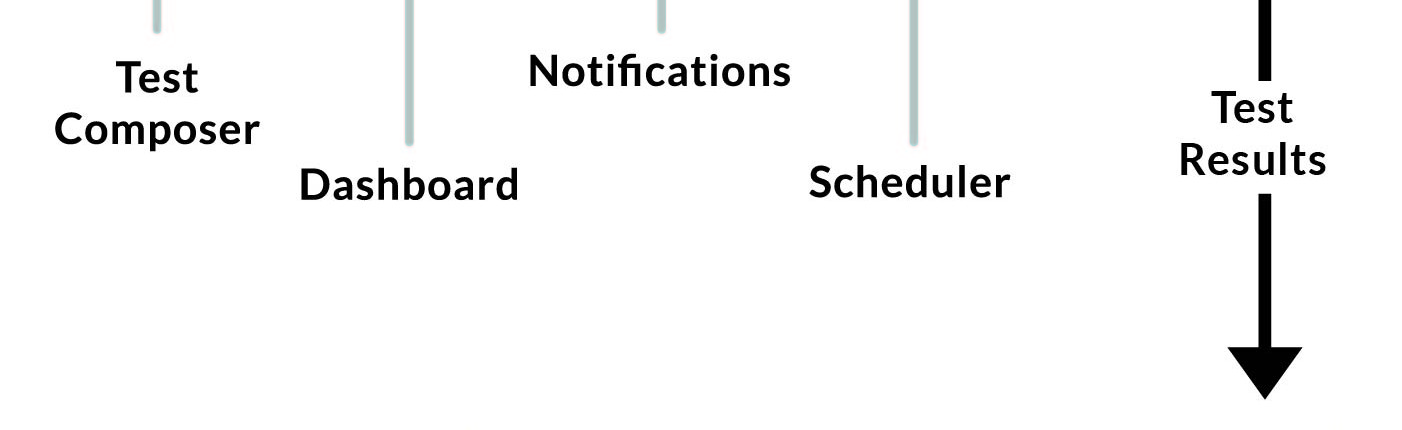 Test
Composer
Dashboard
Notifications
Scheduler
Test
Results